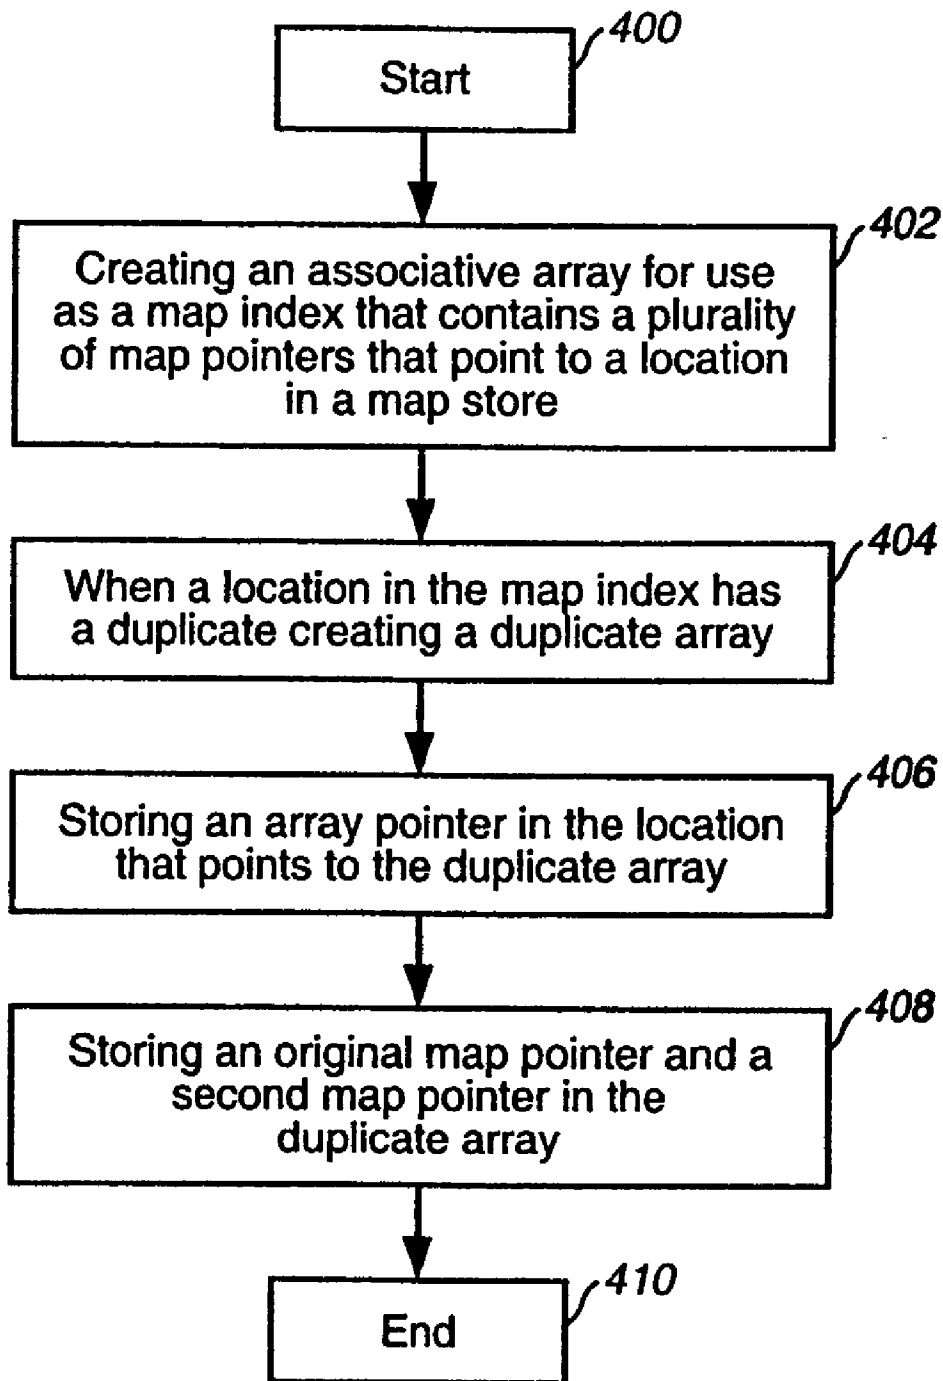 400
Start
402
Creating an associative array for use
as a map index that contains a plurality
of map pointers that point to a location
in a map store
404
When a location in the map index has
a duplicate creating a duplicate array
406
Storing an array pointer in the location
that points to the duplicate array
408
Storing an original map pointer and a
second map pointer in the
duplicate array
410
End